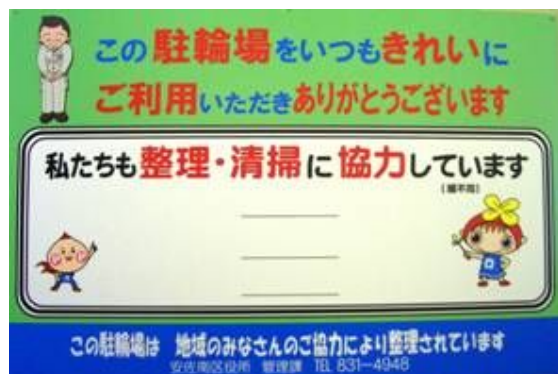 この駐輪場をいつもきれいに
ご利用いただきありがとうございます
私たちも整理・清掃に協力しています
この駐輪場は 地域のみなさんのご協力により整理されています
安佐南区役所 管理課 TEL 831-4948